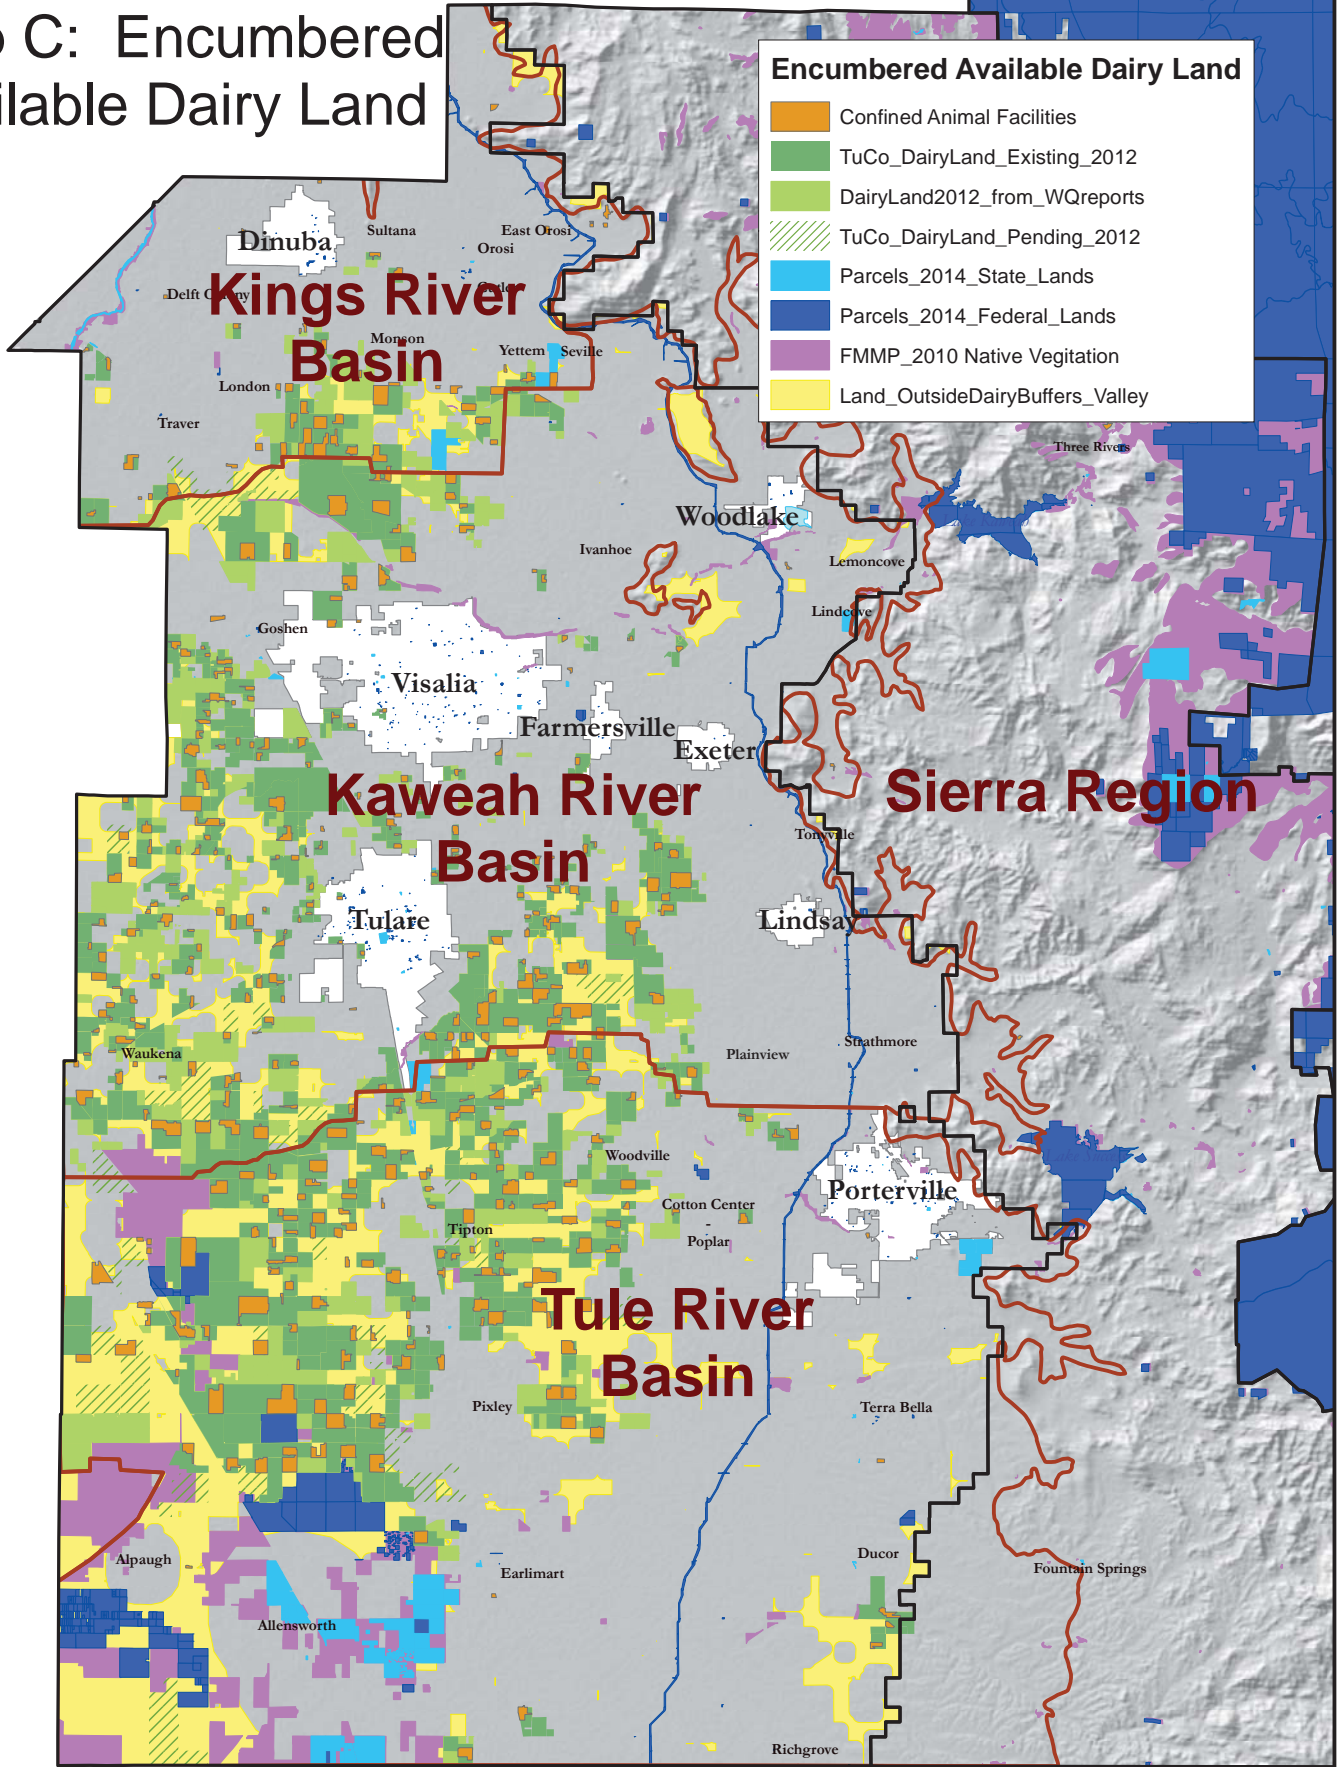 C: Encumbered
Dairy Land
Encumbered Available Dairy Land
Confined Animal Facilities
TuCo_DairyLand_Existing_2012
DairyLand2012_from_WQreports
TuCo_DairyLand_Pending_2012
Parcels_2014_State_Lands
Parcels_2014_Federal_Lands
FMMP_2010 Native Vegitation
Land_OutsideDairyBuffers_Valley
Dinuba
Sultana
East Orosi
Orosi
Delft
Kings River
Basin
Monson
Yettem
Seville
London
Traver
Three Rivers
Woodlake
Ivanhoe
Lemoncove
Lindcove
Goshen
Visalia
Farmersville
Exeter
Kaweah River
Basin
Sierra Region
Tonyville
Tulare
Lindsay
Waukena
Plainview
Strathmore
Woodville
Porterville
Cotton Center
Tipton
Poplar
Tule River
Basin
Pixley
Terra Bella
Alpaugh
Earlimart
Ducor
Fountain Springs
Allensworth
Richgrove